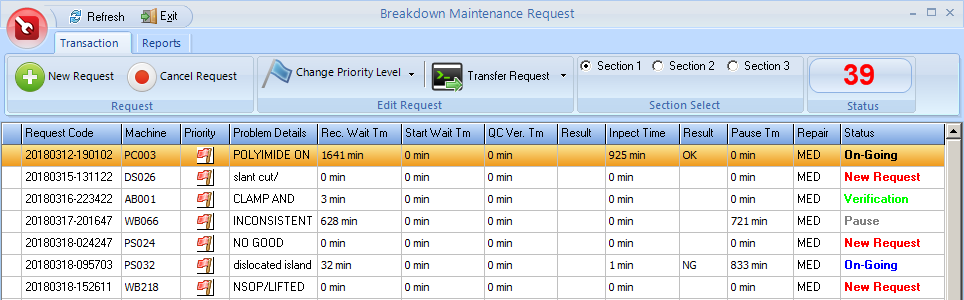 Breakdown Maintenance Request
Refresh Exit
Transaction Reports
New Request Cancel Request Change Priority Level Transfer Request Section 1 Section 2 Section 3 39
Request Edit Request Section Select Status
Request Code Machine Priority Problem Details Rec. Wait Tm Start Wait Tm QC Ver. Tm Result Inpect Time Result Pause Tm Repair Status
20180312-190102 PC003 POLYIMIDE ON 1641 min 0 min 0 min 925 min OK 0 min MED On-Going
20180315-131122 DS026 slant cut/ 0 min 0 min 0 min 0 min 0 min MED New Request
20180316-223422 AB001 CLAMP AND 3 min 0 min 0 min 0 min 0 min MED Verification
20180317-201647 WB066 INCONSISTENT 628 min 0 min 0 min 0 min 721 min MED Pause
20180318-024247 PS024 NO GOOD 0 min 0 min 0 min 0 min 0 min MED New Request
20180318-095703 PS032 dislocated island 32 min 0 min 0 min 1 min NG 833 min MED On-Going
20180318-152611 WB218 NSOP/LIFTED 0 min 0 min 0 min 0 min 0 min MED New Request